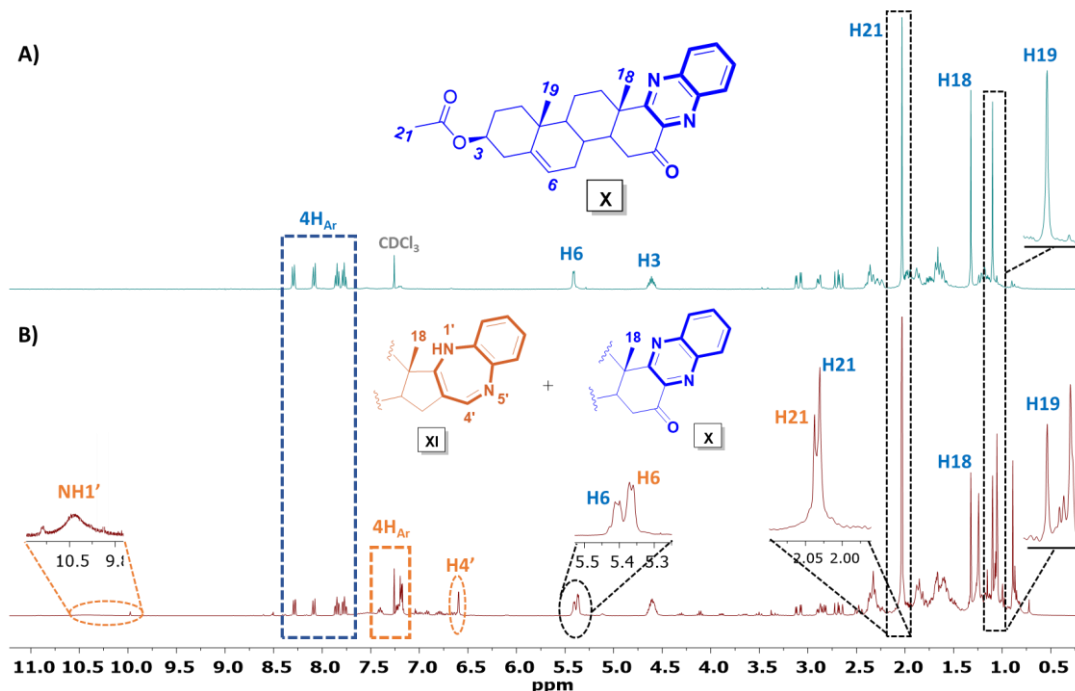 A)
H21
H18
H19
18
19
N
N
O
21
O
3
6
O
X
4H_Ar
CDCl₃
H6
H3
B)
1'
18
HN
N
5'
4'
XI
+
18
N
N
O
X
H21
H21
H18
H19
NH1'
10.5
4H_Ar
H4'
H6
H6
5.5 5.4 5.3
2.05 2.00
11.0 10.5 10.0 9.5 9.0 8.5 8.0 7.5 7.0 6.5 6.0 5.5 5.0 4.5 4.0 3.5 3.0 2.5 2.0 1.5 1.0 0.5
ppm